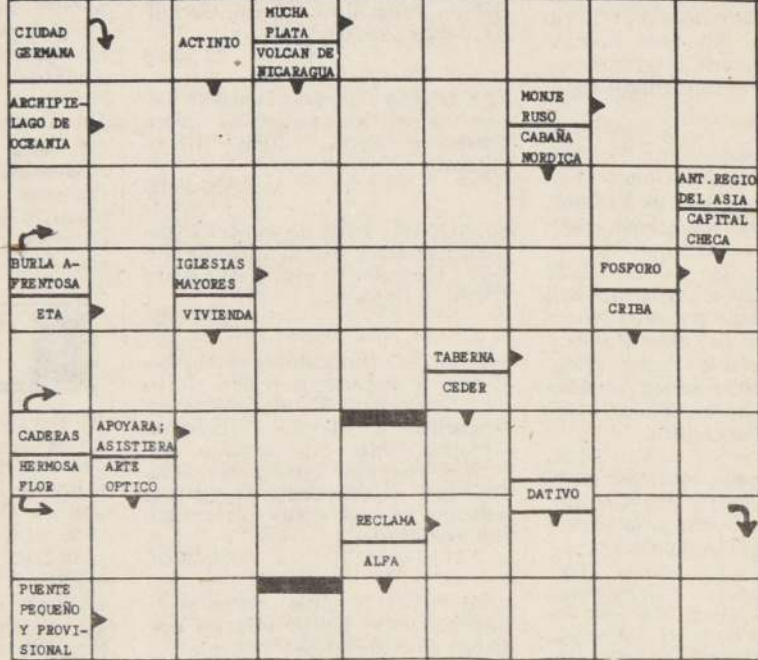 CIUDAD
GERMANA
ACTINIO
MUCHA
PLATA
VOLCAN DE
NICARAGUA
ARCHIPIE-
LAGO DE
OCEANIA
MONJE
RUSO
CABAÑA
NORDICA
ANT. REGIO
DEL ASIA
CAPITAL
CHECA
BURLA A-
FRENTOSA
ETA
IGLESIAS
MAYORES
VIVIENDA
FOSFORO
CRIBA
TABERNA
CEDER
CADERAS
HERMOSA
FLOR
APOYARA;
ASISTIERA
ARTE
OPTICO
DATIVO
RECLAMA
ALFA
PUENTE
PEQUEÑO
Y PROVI-
SIONAL